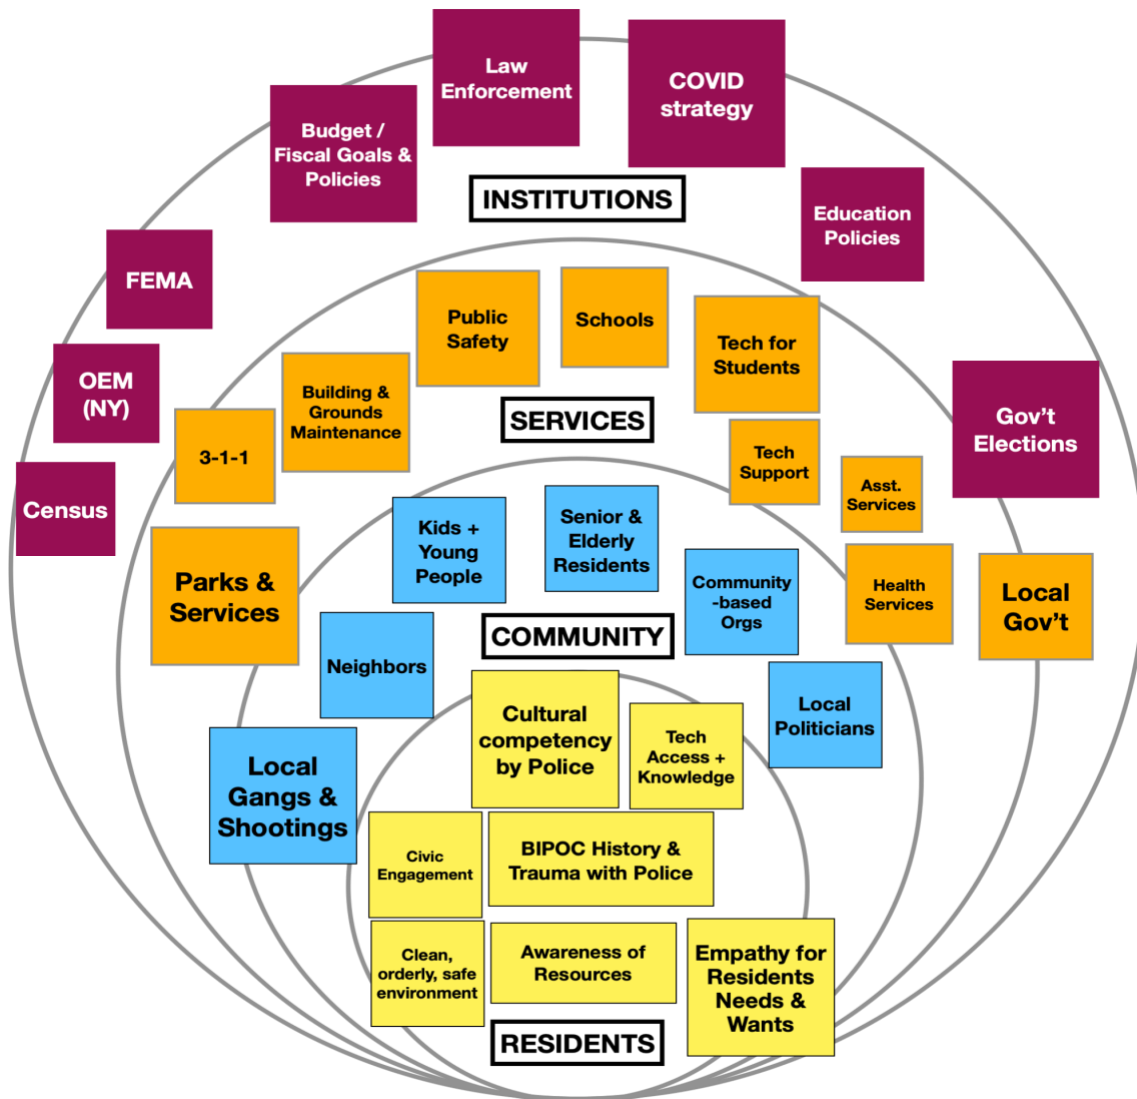 Law
Enforcement
COVID
strategy
Budget /
Fiscal Goals &
Policies
INSTITUTIONS
Education
Policies
FEMA
OEM
(NY)
Census
Gov't
Elections
Public
Safety
Schools
Tech for
Students
Building &
Grounds
Maintenance
SERVICES
3-1-1
Tech
Support
Asst.
Services
Parks &
Services
Health
Services
Local
Gov't
Kids +
Young
People
Senior &
Elderly
Residents
Community
-based
Orgs
COMMUNITY
Neighbors
Local
Politicians
Local
Gangs &
Shootings
Cultural
competency
by Police
Tech
Access +
Knowledge
Civic
Engagement
BIPOC History &
Trauma with Police
Clean,
orderly, safe
environment
Awareness of
Resources
Empathy for
Residents
Needs &
Wants
RESIDENTS